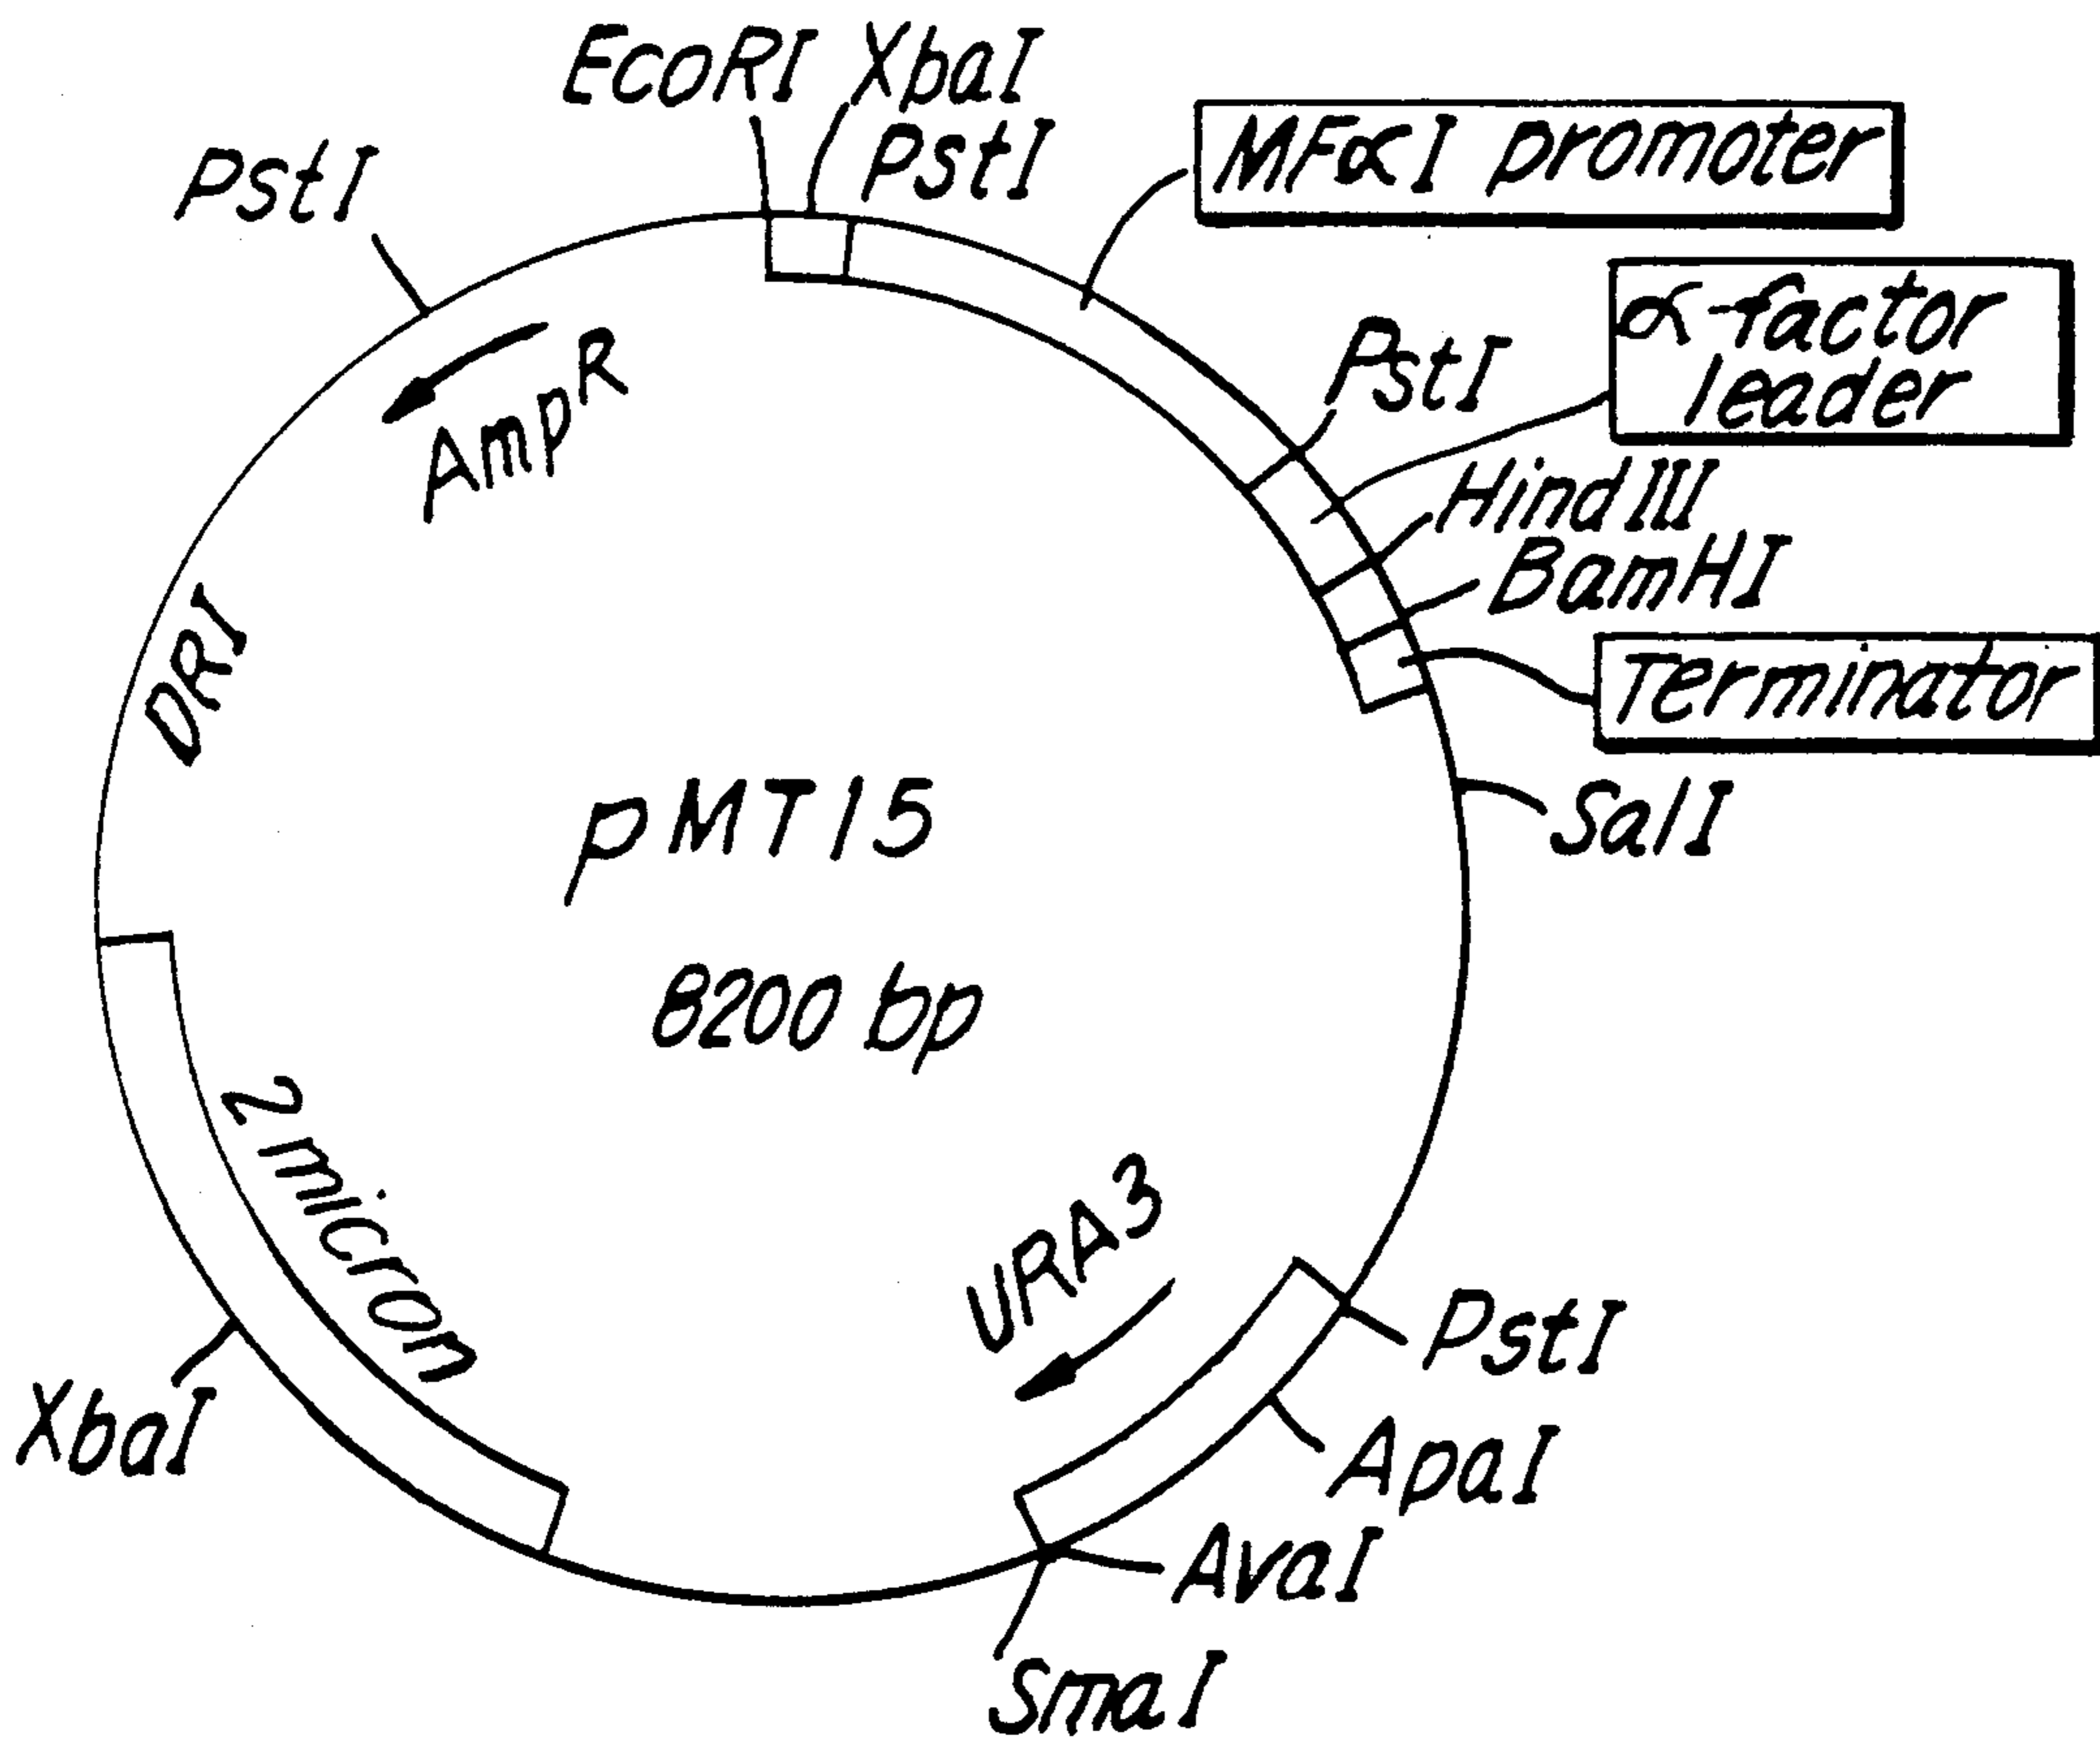 EcoRI XbaI
PstI
PstI
MFαI promoter
α-factor
leader
PstI
HindIII
BamHI
Terminator
SalI
AmpR
ORI
pMT15
8200 bp
2micron
URA3
XbaI
PstI
ApaI
AvaI
SmaI